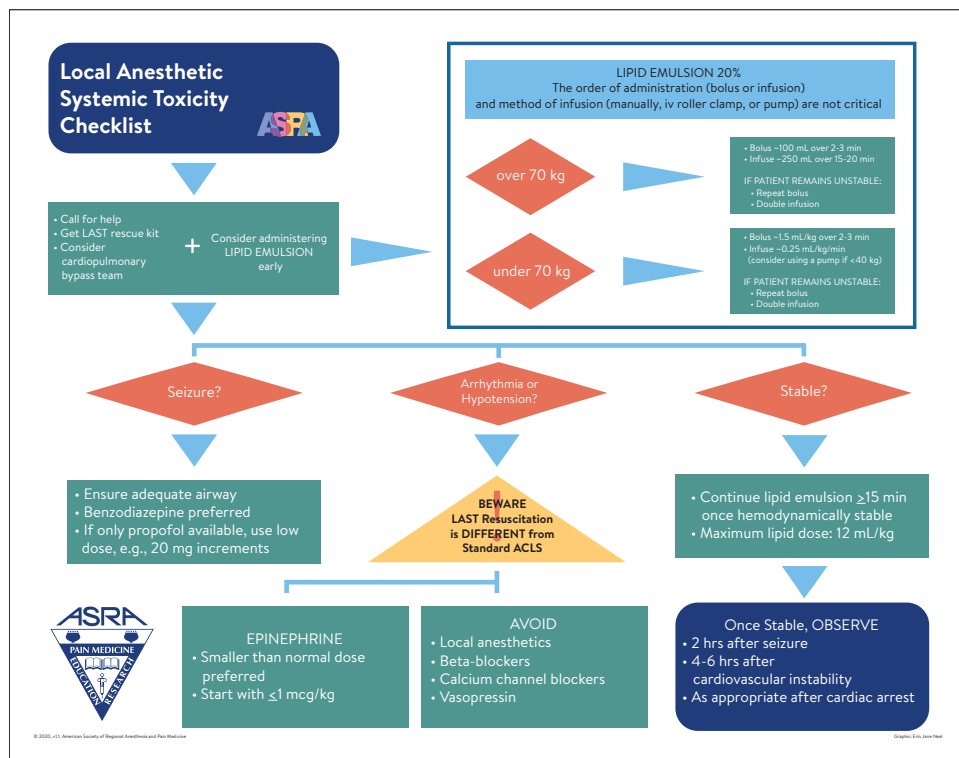 Local Anesthetic
Systemic Toxicity
Checklist
ASRA
• Call for help
• Get LAST rescue kit
• Consider
cardiopulmonary
bypass team
+
Consider administering
LIPID EMULSION
early
LIPID EMULSION 20%
The order of administration (bolus or infusion)
and method of infusion (manually, iv roller clamp, or pump) are not critical
over 70 kg
• Bolus ~100 mL over 2-3 min
• Infuse ~250 mL over 15-20 min
IF PATIENT REMAINS UNSTABLE:
• Repeat bolus
• Double infusion
under 70 kg
• Bolus ~1.5 mL/kg over 2-3 min
• Infuse ~0.25 mL/kg/min
(consider using a pump if <40 kg)
IF PATIENT REMAINS UNSTABLE:
• Repeat bolus
• Double infusion
Seizure?
• Ensure adequate airway
• Benzodiazepine preferred
• If only propofol available, use low
dose, e.g., 20 mg increments
Arrhythmia or
Hypotension?
!
BEWARE
LAST Resuscitation
is DIFFERENT from
Standard ACLS
EPINEPHRINE
• Smaller than normal dose
preferred
• Start with ≤1 mcg/kg
AVOID
• Local anesthetics
• Beta-blockers
• Calcium channel blockers
• Vasopressin
Stable?
• Continue lipid emulsion ≥15 min
once hemodynamically stable
• Maximum lipid dose: 12 mL/kg
Once Stable, OBSERVE
• 2 hrs after seizure
• 4-6 hrs after
cardiovascular instability
• As appropriate after cardiac arrest
ASRA
PAIN MEDICINE
EDUCATION
RESEARCH
© 2020, v1.1. American Society of Regional Anesthesia and Pain Medicine
Graphic: Erin Jane Neal